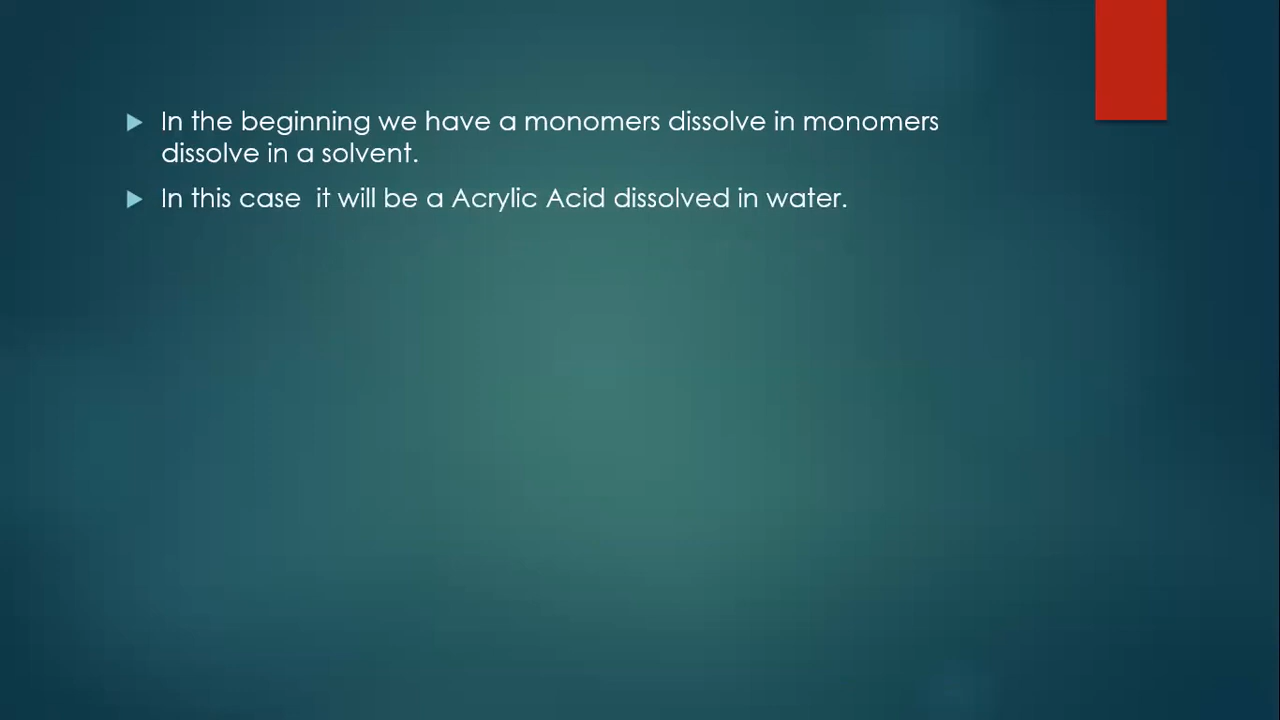 In the beginning we have a monomers dissolve in monomers
dissolve in a solvent.
In this case  it will be a Acrylic Acid dissolved in water.